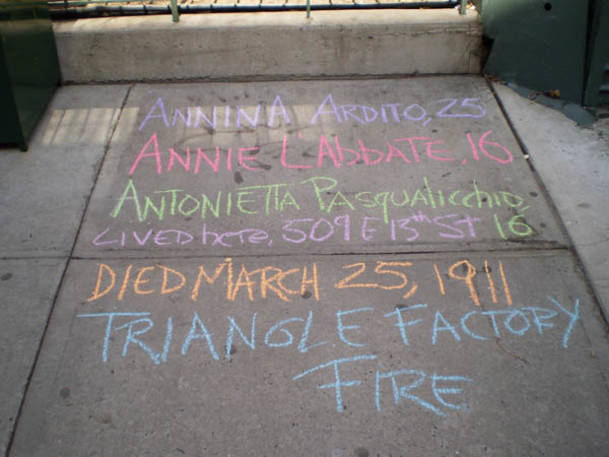 ANNINA ARDITO, 25
ANNIE L'AbbATE, 16
ANTONIETTA PASQUAlicchio,
LIVED here, 509 E 13th ST 16
DIED MARCH 25, 1911
TRIANGLE FACTORY
FIRE